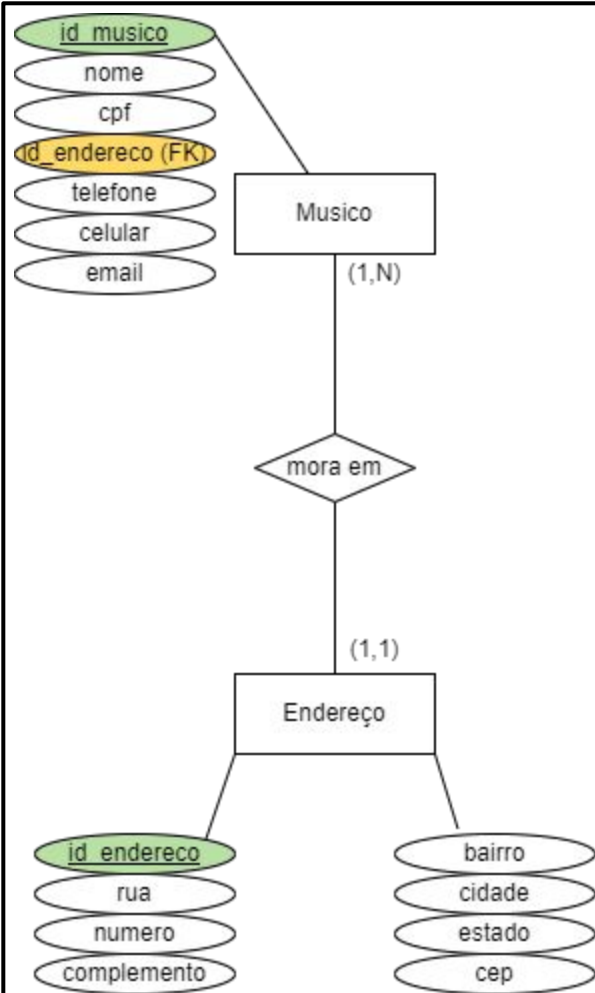 id_musico
nome
cpf
id_endereco (FK)
telefone
celular
email
Musico
(1,N)
mora em
(1,1)
Endereço
id_endereco
rua
numero
complemento
bairro
cidade
estado
cep